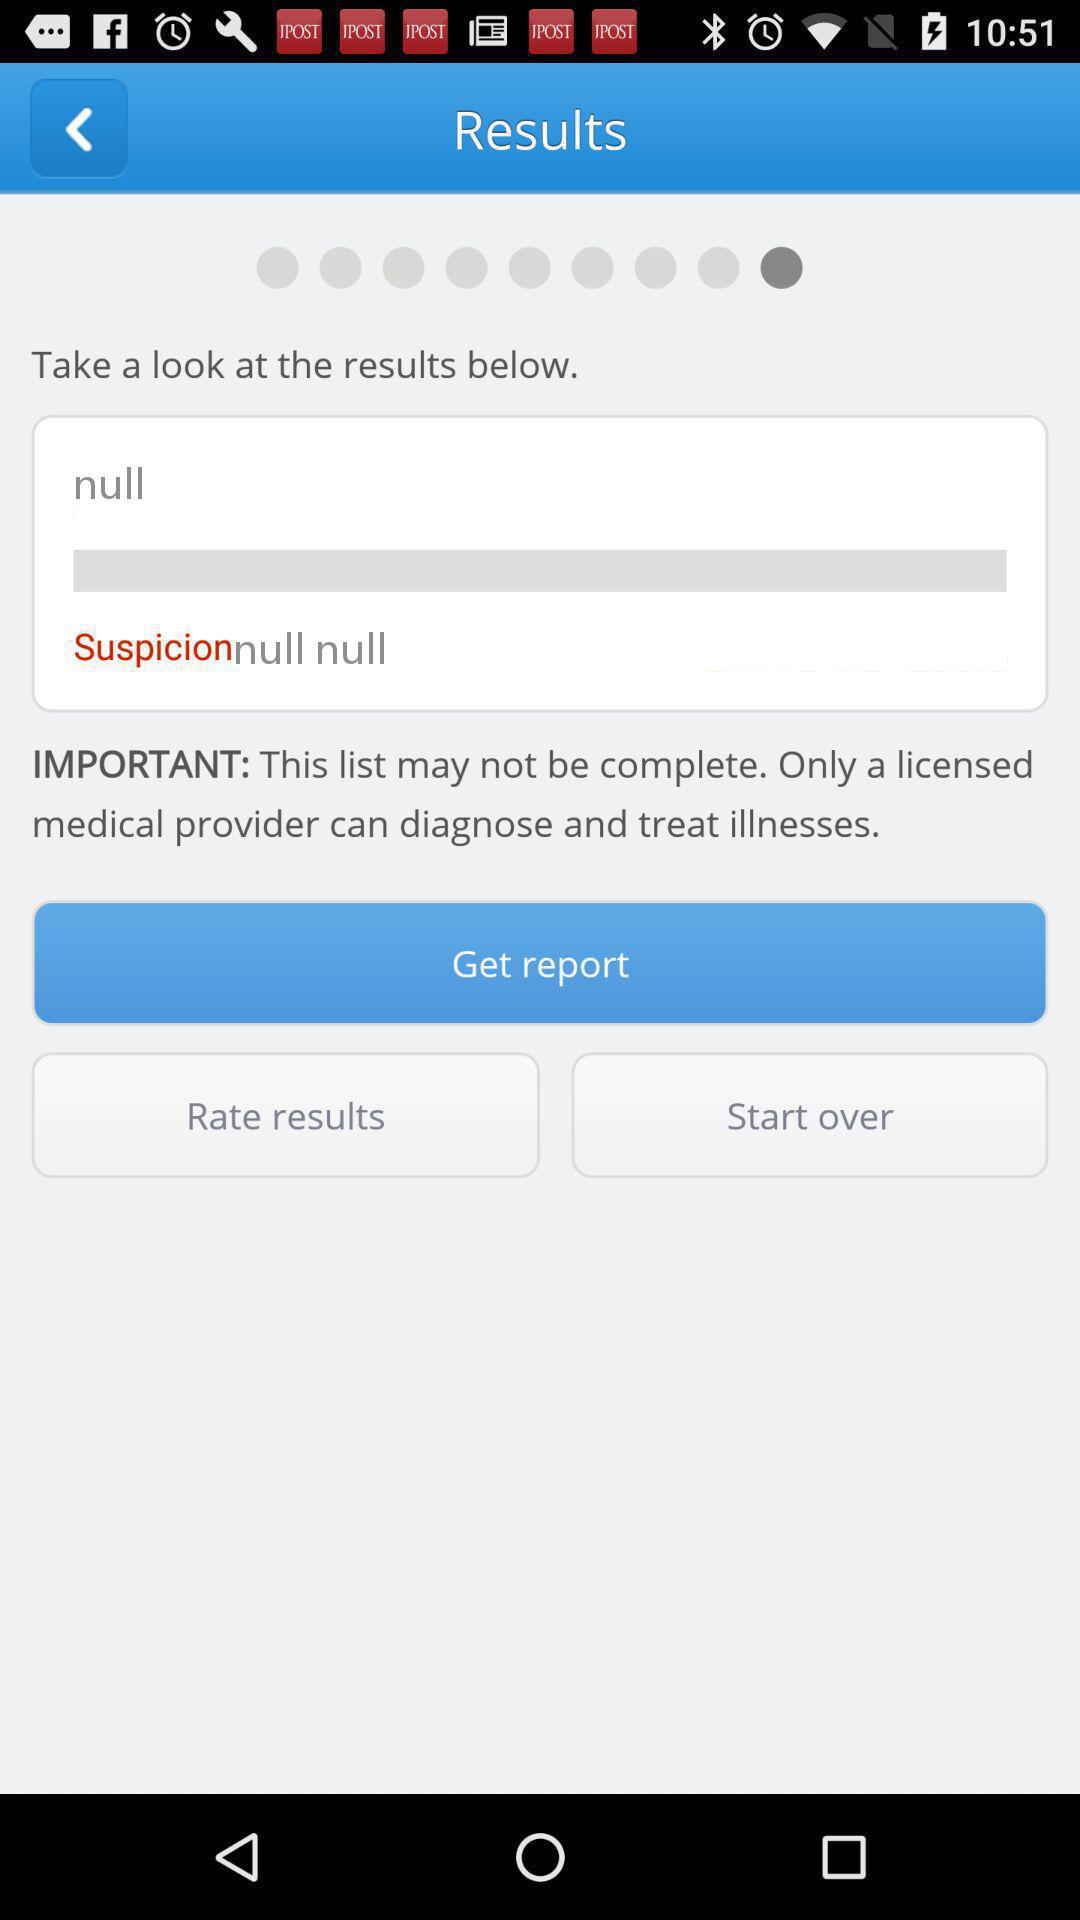 JPOST JPOST JPOST JPOST JPOST 10:51
Results
Take a look at the results below.
null
Suspicionnull null
IMPORTANT: This list may not be complete. Only a licensed
medical provider can diagnose and treat illnesses.
Get report
Rate results Start over